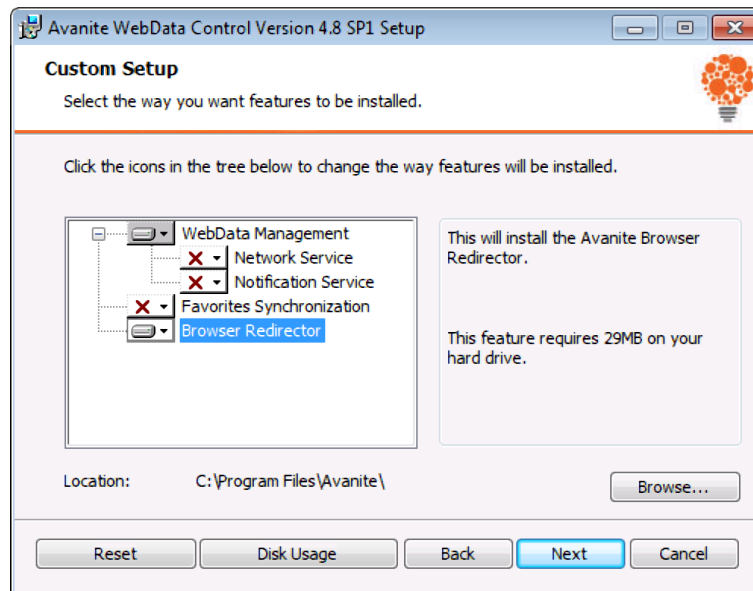 Avanite WebData Control Version 4.8 SP1 Setup
Custom Setup
Select the way you want features to be installed.
Click the icons in the tree below to change the way features will be installed.
WebData Management
Network Service
Notification Service
Favorites Synchronization
Browser Redirector
This will install the Avanite Browser
Redirector.
This feature requires 29MB on your
hard drive.
Location: C:\Program Files\Avanite\
Browse...
Reset Disk Usage Back Next Cancel